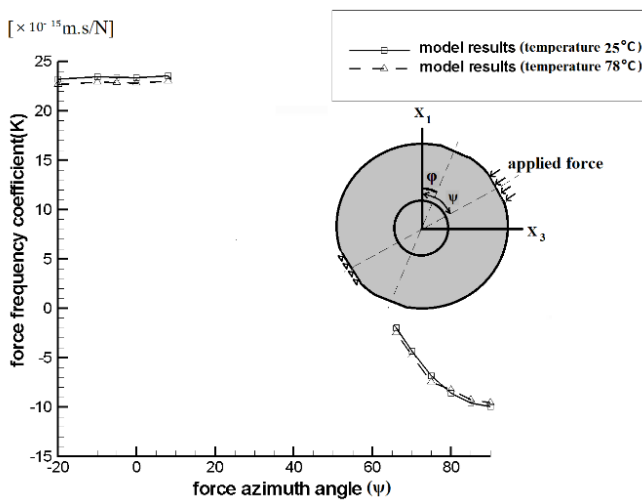 [×10⁻¹⁵m.s/N]
model results (temperature 25°C)
model results (temperature 78°C)
force frequency coefficient(K)
25
20
15
10
5
0
-5
-10
-15
-20
0
20
40
60
80
force azimuth angle (ψ)
X₁
φ
ψ
applied force
X₃